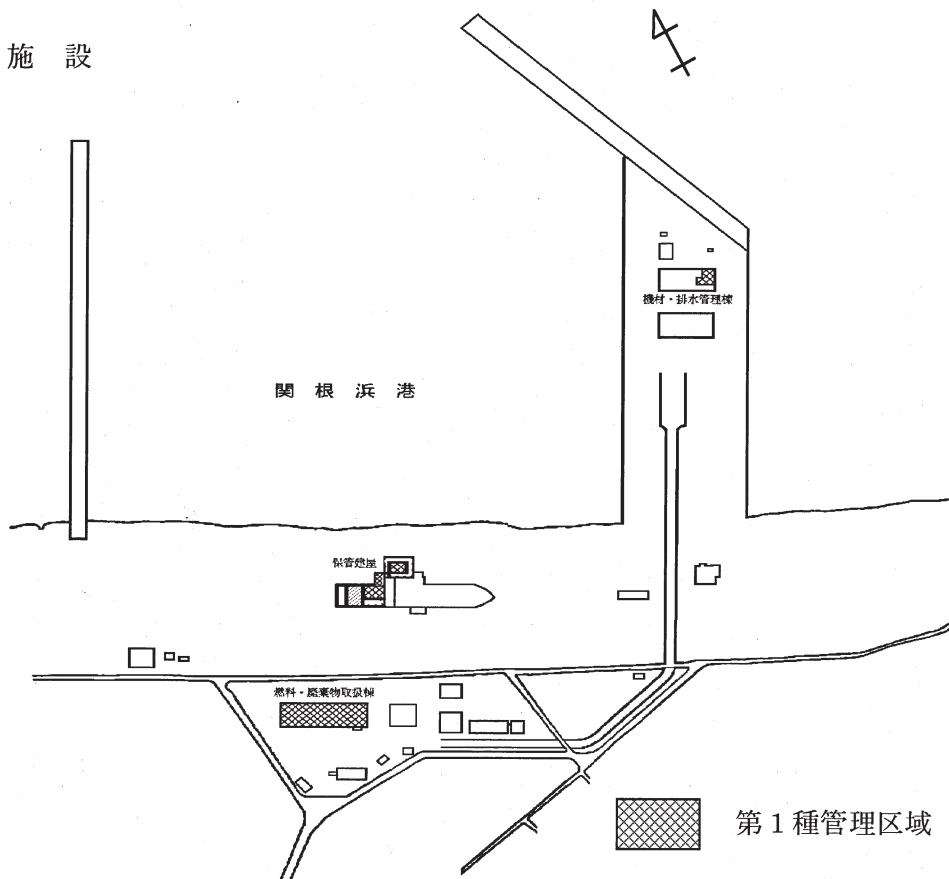 施 設
機材・排水管理棟
関 根 浜 港
保管建屋
燃料・廃棄物取扱棟
第１種管理区域